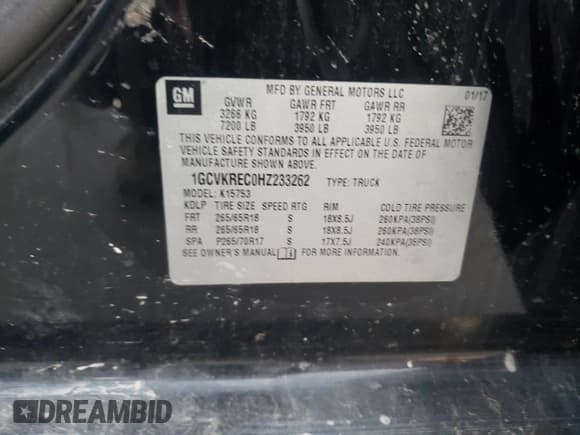 GM
MFD BY GENERAL MOTORS LLC 01/17
GVWR GAWR FRT GAWR RR
3266 KG 1792 KG 1792 KG
7200 LB 3950 LB 3950 LB
THIS VEHICLE CONFORMS TO ALL APPLICABLE U.S. FEDERAL MOTOR
VEHICLE SAFETY STANDARDS IN EFFECT ON THE DATE OF
MANUFACTURE SHOWN ABOVE.
1GCVKREC0HZ233262 TYPE: TRUCK
MODEL: K15753
KDLP TIRE SIZE SPEED RTG RIM COLD TIRE PRESSURE
FRT 265/65R18 S 18X8.5J 260KPA(38PSI)
RR 265/65R18 S 18X8.5J 260KPA(38PSI)
SPA P265/70R17 S 17X7.5J 240KPA(35PSI)
SEE OWNER'S MANUAL FOR MORE INFORMATION.
DREAMBID